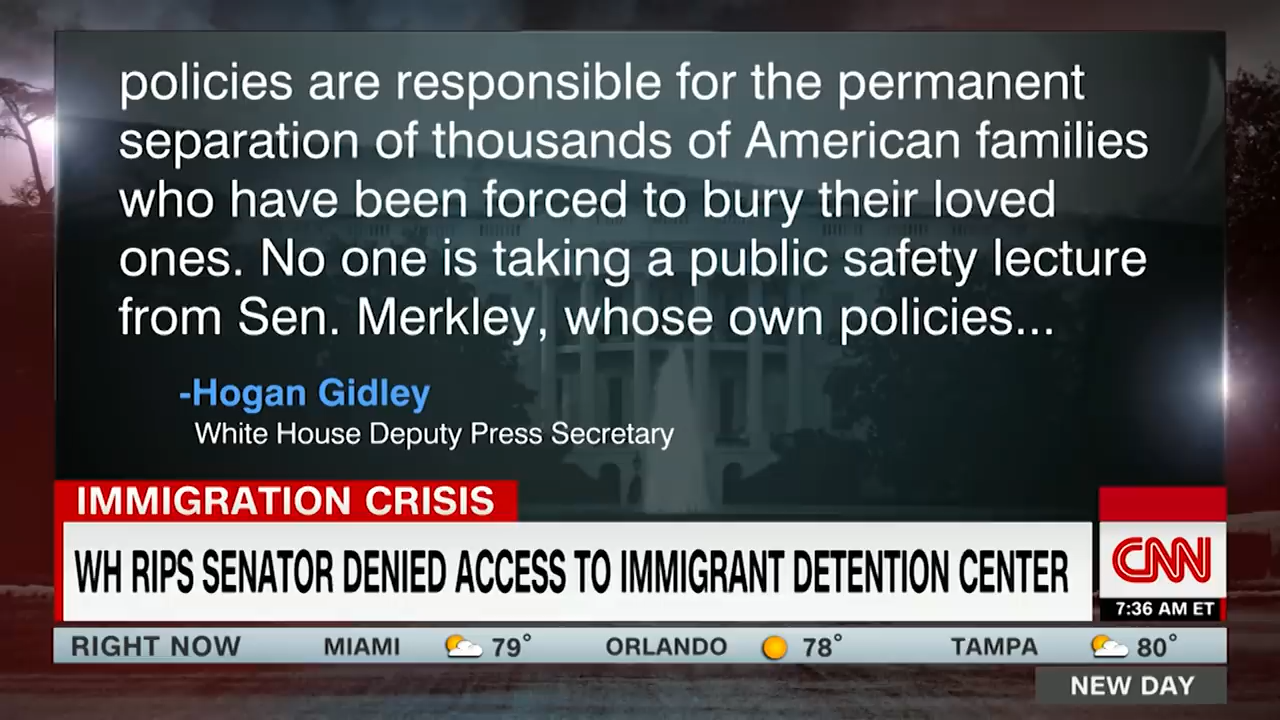 policies are responsible for the permanent
separation of thousands of American families
who have been forced to bury their loved
ones. No one is taking a public safety lecture
from Sen. Merkley, whose own policies...
-Hogan Gidley
White House Deputy Press Secretary
IMMIGRATION CRISIS
WH RIPS SENATOR DENIED ACCESS TO IMMIGRANT DETENTION CENTER
CNN
7:36 AM ET
RIGHT NOW MIAMI 79° ORLANDO 78° TAMPA 80°
NEW DAY